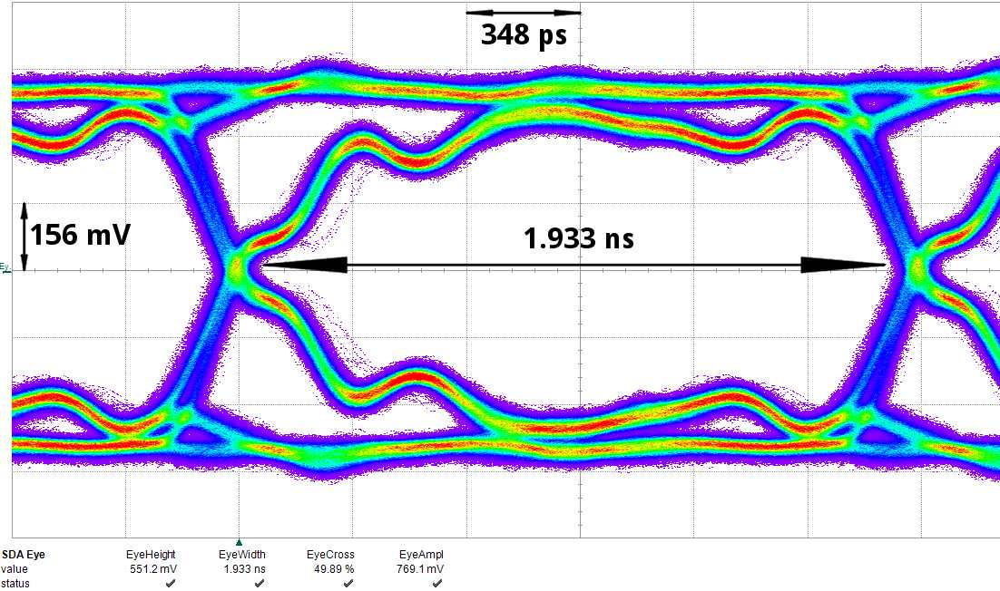 348 ps
156 mV
1.933 ns
Ey
SDA Eye EyeHeight EyeWidth EyeCross EyeAmpl
value 551.2 mV 1.933 ns 49.89 % 769.1 mV
status